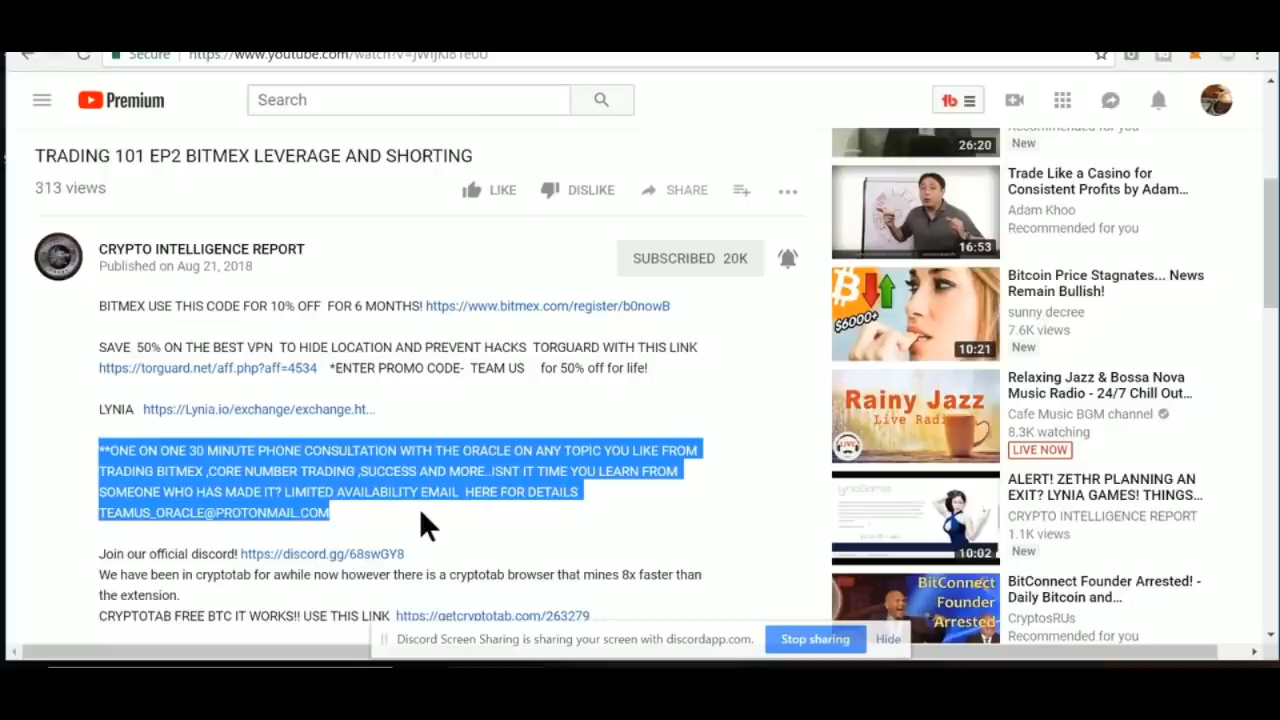 Secure
Premium
Search
TRADING 101 EP2 BITMEX LEVERAGE AND SHORTING
313 views
LIKE
DISLIKE
SHARE
CRYPTO INTELLIGENCE REPORT
Published on Aug 21, 2018
SUBSCRIBED 20K
BITMEX USE THIS CODE FOR 10% OFF FOR 6 MONTHS! https://www.bitmex.com/register/b0nowB
SAVE 50% ON THE BEST VPN TO HIDE LOCATION AND PREVENT HACKS TORGUARD WITH THIS LINK
https://torguard.net/aff.php?aff=4534 *ENTER PROMO CODE- TEAM US for 50% off for life!
LYNIA https://Lynia.io/exchange/exchange.ht...
**ONE ON ONE 30 MINUTE PHONE CONSULTATION WITH THE ORACLE ON ANY TOPIC YOU LIKE FROM
TRADING BITMEX ,CORE NUMBER TRADING ,SUCCESS AND MORE..ISNT IT TIME YOU LEARN FROM
SOMEONE WHO HAS MADE IT? LIMITED AVAILABILITY EMAIL HERE FOR DETAILS
TEAMUS_ORACLE@PROTONMAIL.COM
Join our official discord! https://discord.gg/68swGY8
We have been in cryptotab for awhile now however there is a cryptotab browser that mines 8x faster than
the extension.
CRYPTOTAB FREE BTC IT WORKS!! USE THIS LINK https://getcryptotab.com/263279
Discord Screen Sharing is sharing your screen with discordapp.com.
Stop sharing
Hide
Recommended for you
New
26:20
Trade Like a Casino for
Consistent Profits by Adam...
Adam Khoo
Recommended for you
16:53
Bitcoin Price Stagnates... News
Remain Bullish!
sunny decree
7.6K views
New
$6000+
10:21
Relaxing Jazz & Bossa Nova
Music Radio - 24/7 Chill Out...
Cafe Music BGM channel
8.3K watching
LIVE NOW
Rainy Jazz
Live Radio
LIVE
ALERT! ZETHR PLANNING AN
EXIT? LYNIA GAMES! THINGS...
CRYPTO INTELLIGENCE REPORT
1.1K views
New
10:02
BitConnect Founder Arrested! -
Daily Bitcoin and...
CryptosRUs
Recommended for you
BitConnect
Founder
Arrested